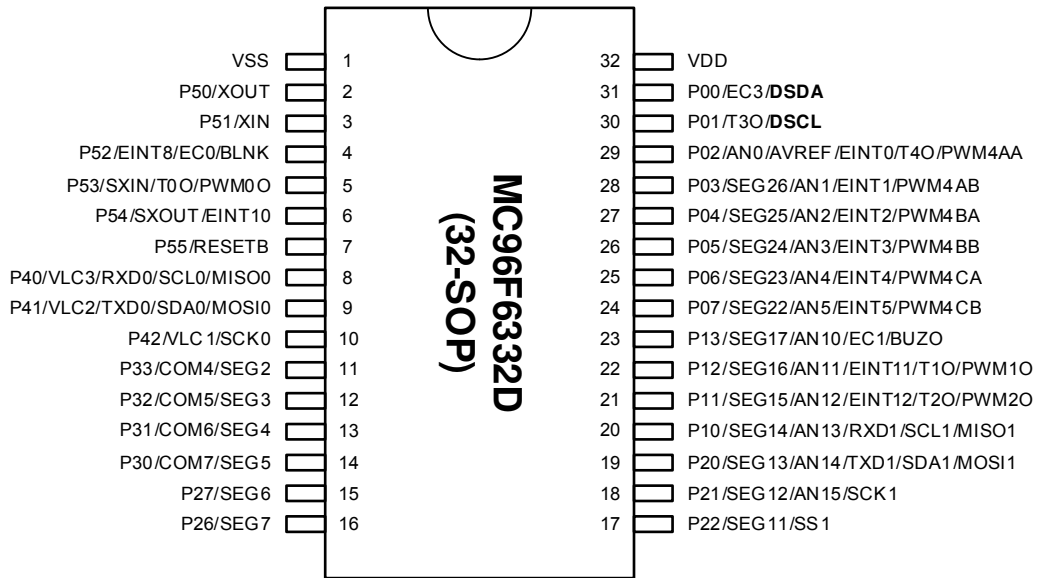 VSS 1
P50/XOUT 2
P51/XIN 3
P52/EINT8/EC0/BLNK 4
P53/SXIN/T0O/PWM0O 5
P54/SXOUT/EINT10 6
P55/RESETB 7
P40/VLC3/RXD0/SCL0/MISO0 8
P41/VLC2/TXD0/SDA0/MOSI0 9
P42/VLC1/SCK0 10
P33/COM4/SEG2 11
P32/COM5/SEG3 12
P31/COM6/SEG4 13
P30/COM7/SEG5 14
P27/SEG6 15
P26/SEG7 16
MC96F6332D
(32-SOP)
32 VDD
31 P00/EC3/DSDA
30 P01/T3O/DSCL
29 P02/AN0/AVREF/EINT0/T4O/PWM4AA
28 P03/SEG26/AN1/EINT1/PWM4AB
27 P04/SEG25/AN2/EINT2/PWM4BA
26 P05/SEG24/AN3/EINT3/PWM4BB
25 P06/SEG23/AN4/EINT4/PWM4CA
24 P07/SEG22/AN5/EINT5/PWM4CB
23 P13/SEG17/AN10/EC1/BUZO
22 P12/SEG16/AN11/EINT11/T1O/PWM1O
21 P11/SEG15/AN12/EINT12/T2O/PWM2O
20 P10/SEG14/AN13/RXD1/SCL1/MISO1
19 P20/SEG13/AN14/TXD1/SDA1/MOSI1
18 P21/SEG12/AN15/SCK1
17 P22/SEG11/SS1